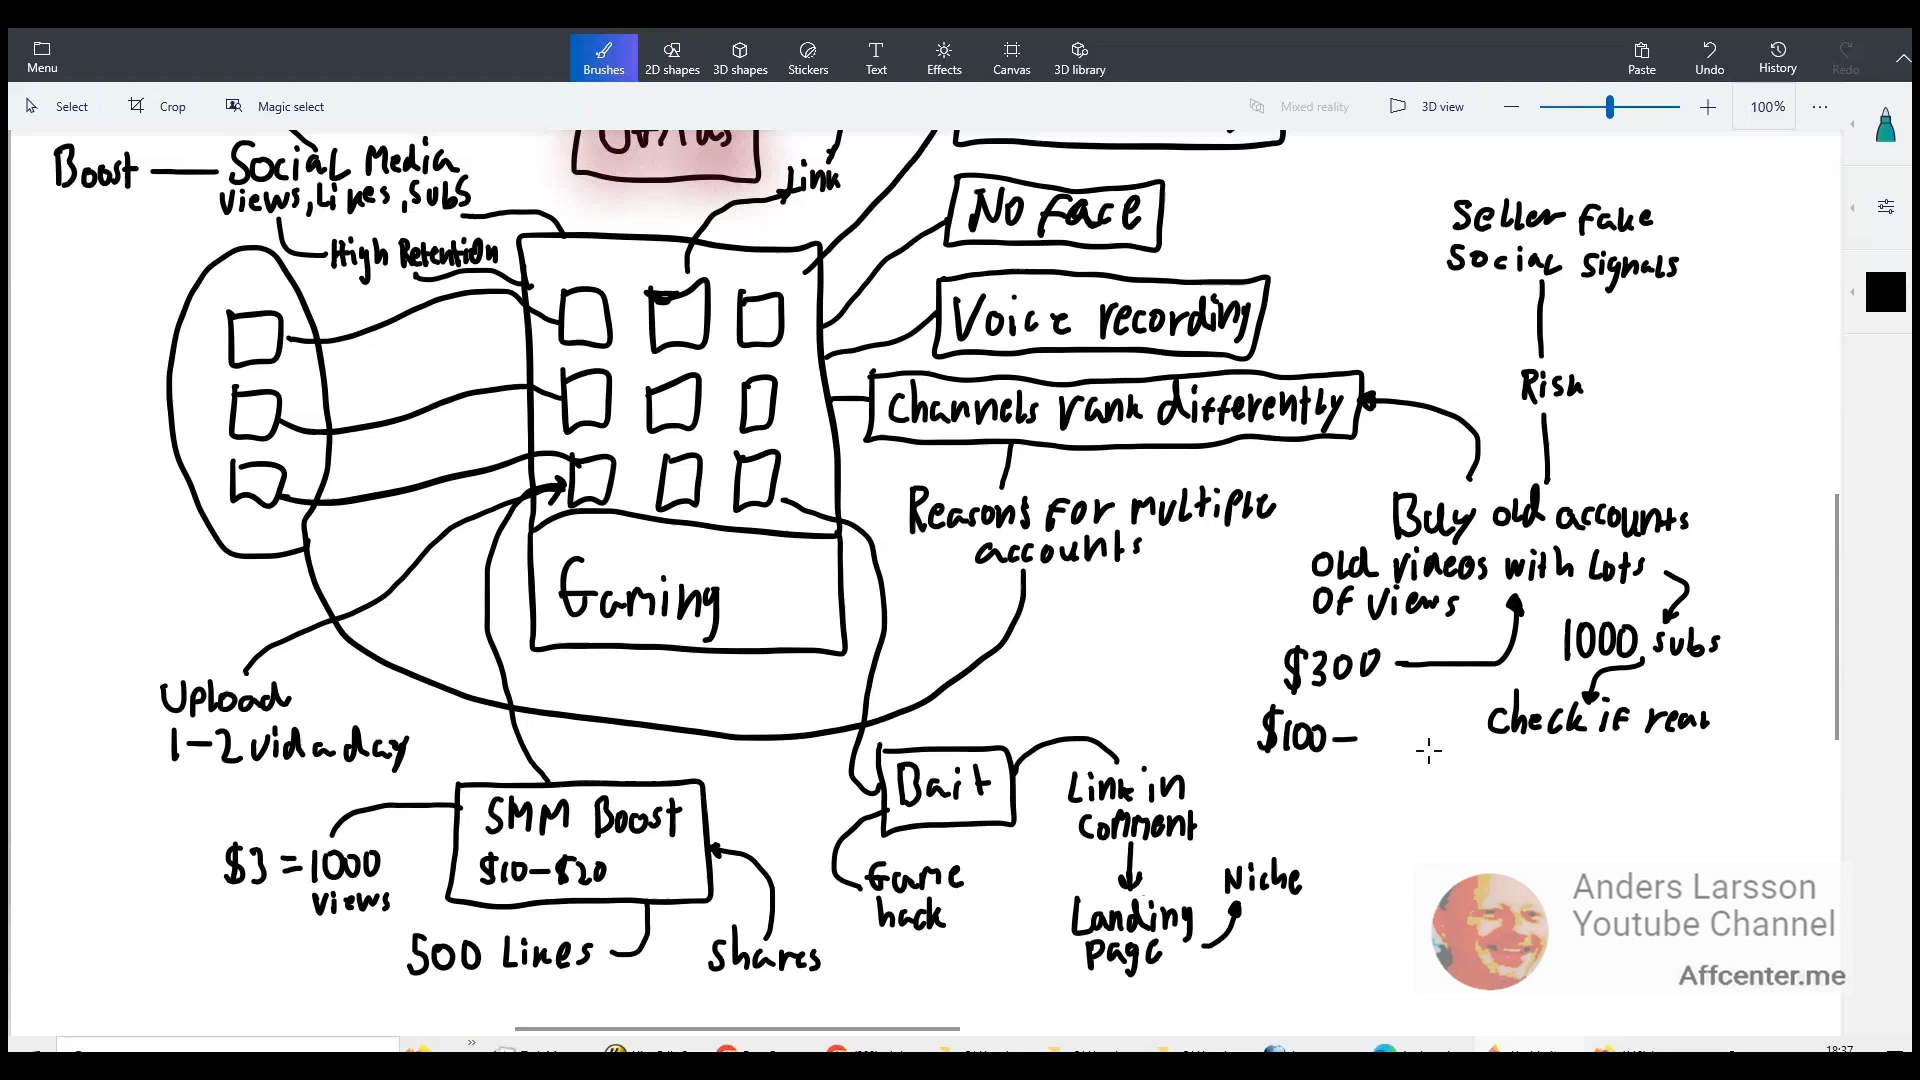 Menu
Brushes
2D shapes
3D shapes
Stickers
Text
Effects
Canvas
3D library
Paste
Undo
History
Redo
Select
Crop
Magic select
Mixed reality
3D view
100%
Boost
Social Media
Views, Likes, Subs
High Retention
Link
No face
Voice recording
Channels rank differently
Reasons For multiple
accounts
Seller Fake
Social Signals
Risk
Buy old accounts
Old videos with Lots
OF views
1000 subs
$300
$100 -
Check if real
Gaming
Upload
1-2 vid a day
SMM Boost
$10-$20
$3 = 1000
views
500 Likes
Shares
Bait
Game
hack
Link in
comment
Landing
page
Niche
Anders Larsson
Youtube Channel
Affcenter.me